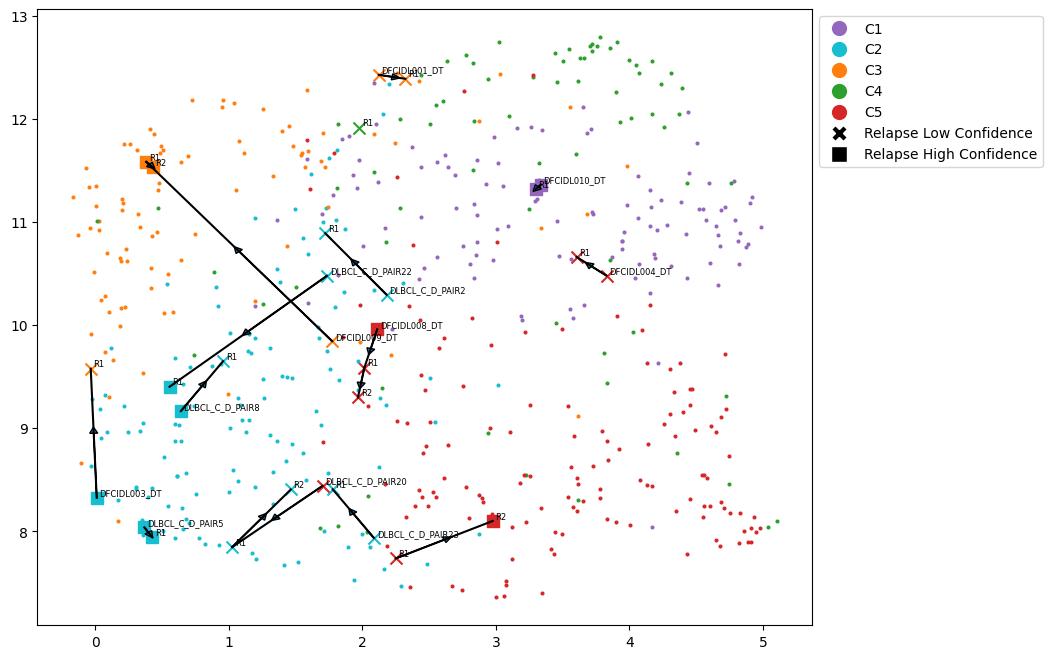 13
12
11
10
9
8
0
1
2
3
4
5
DFCIDL001_DT
R1
R1
R1
R2
DFCIDL010_DT
R1
R1
DLBCL_C_D_PAIR22
DLBCL_C_D_PAIR2
R1
DFCIDL004_DT
DFCIDL008_DT
DFCIDL009_DT
R1
R2
R1
R1
R1
DLBCL_C_D_PAIR8
DFCIDL003_DT
DLBCL_C_D_PAIR5
R1
R2
DLBCL_C_D_PAIR20
R1
R1
DLBCL_C_D_PAIR23
R1
R2
C1
C2
C3
C4
C5
Relapse Low Confidence
Relapse High Confidence